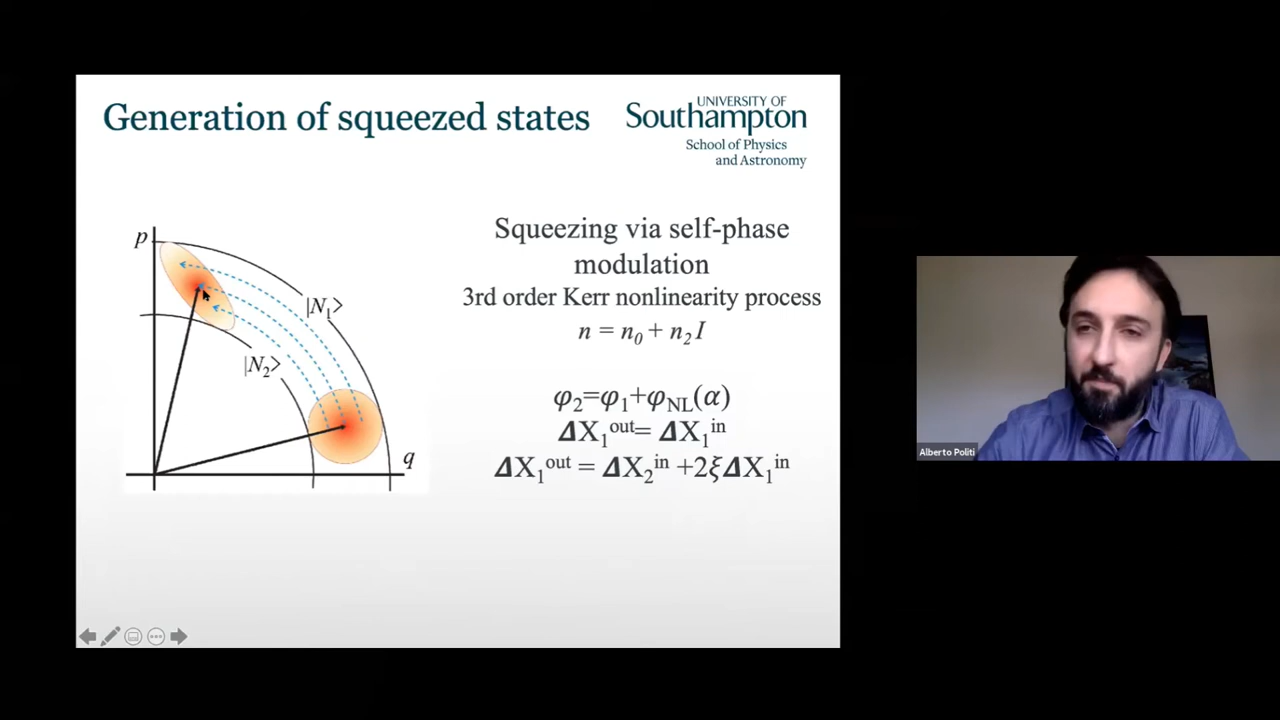 Generation of squeezed states
UNIVERSITY OF
Southampton
School of Physics
and Astronomy
p
|N₁>
|N₂>
q
Squeezing via self-phase
modulation
3rd order Kerr nonlinearity process
n = n₀ + n₂ I
φ₂=φ₁+φNL(α)
ΔX₁ᵒᵘᵗ= ΔX₁ⁱⁿ
ΔX₁ᵒᵘᵗ = ΔX₂ⁱⁿ +2ξΔX₁ⁱⁿ
Alberto Politi